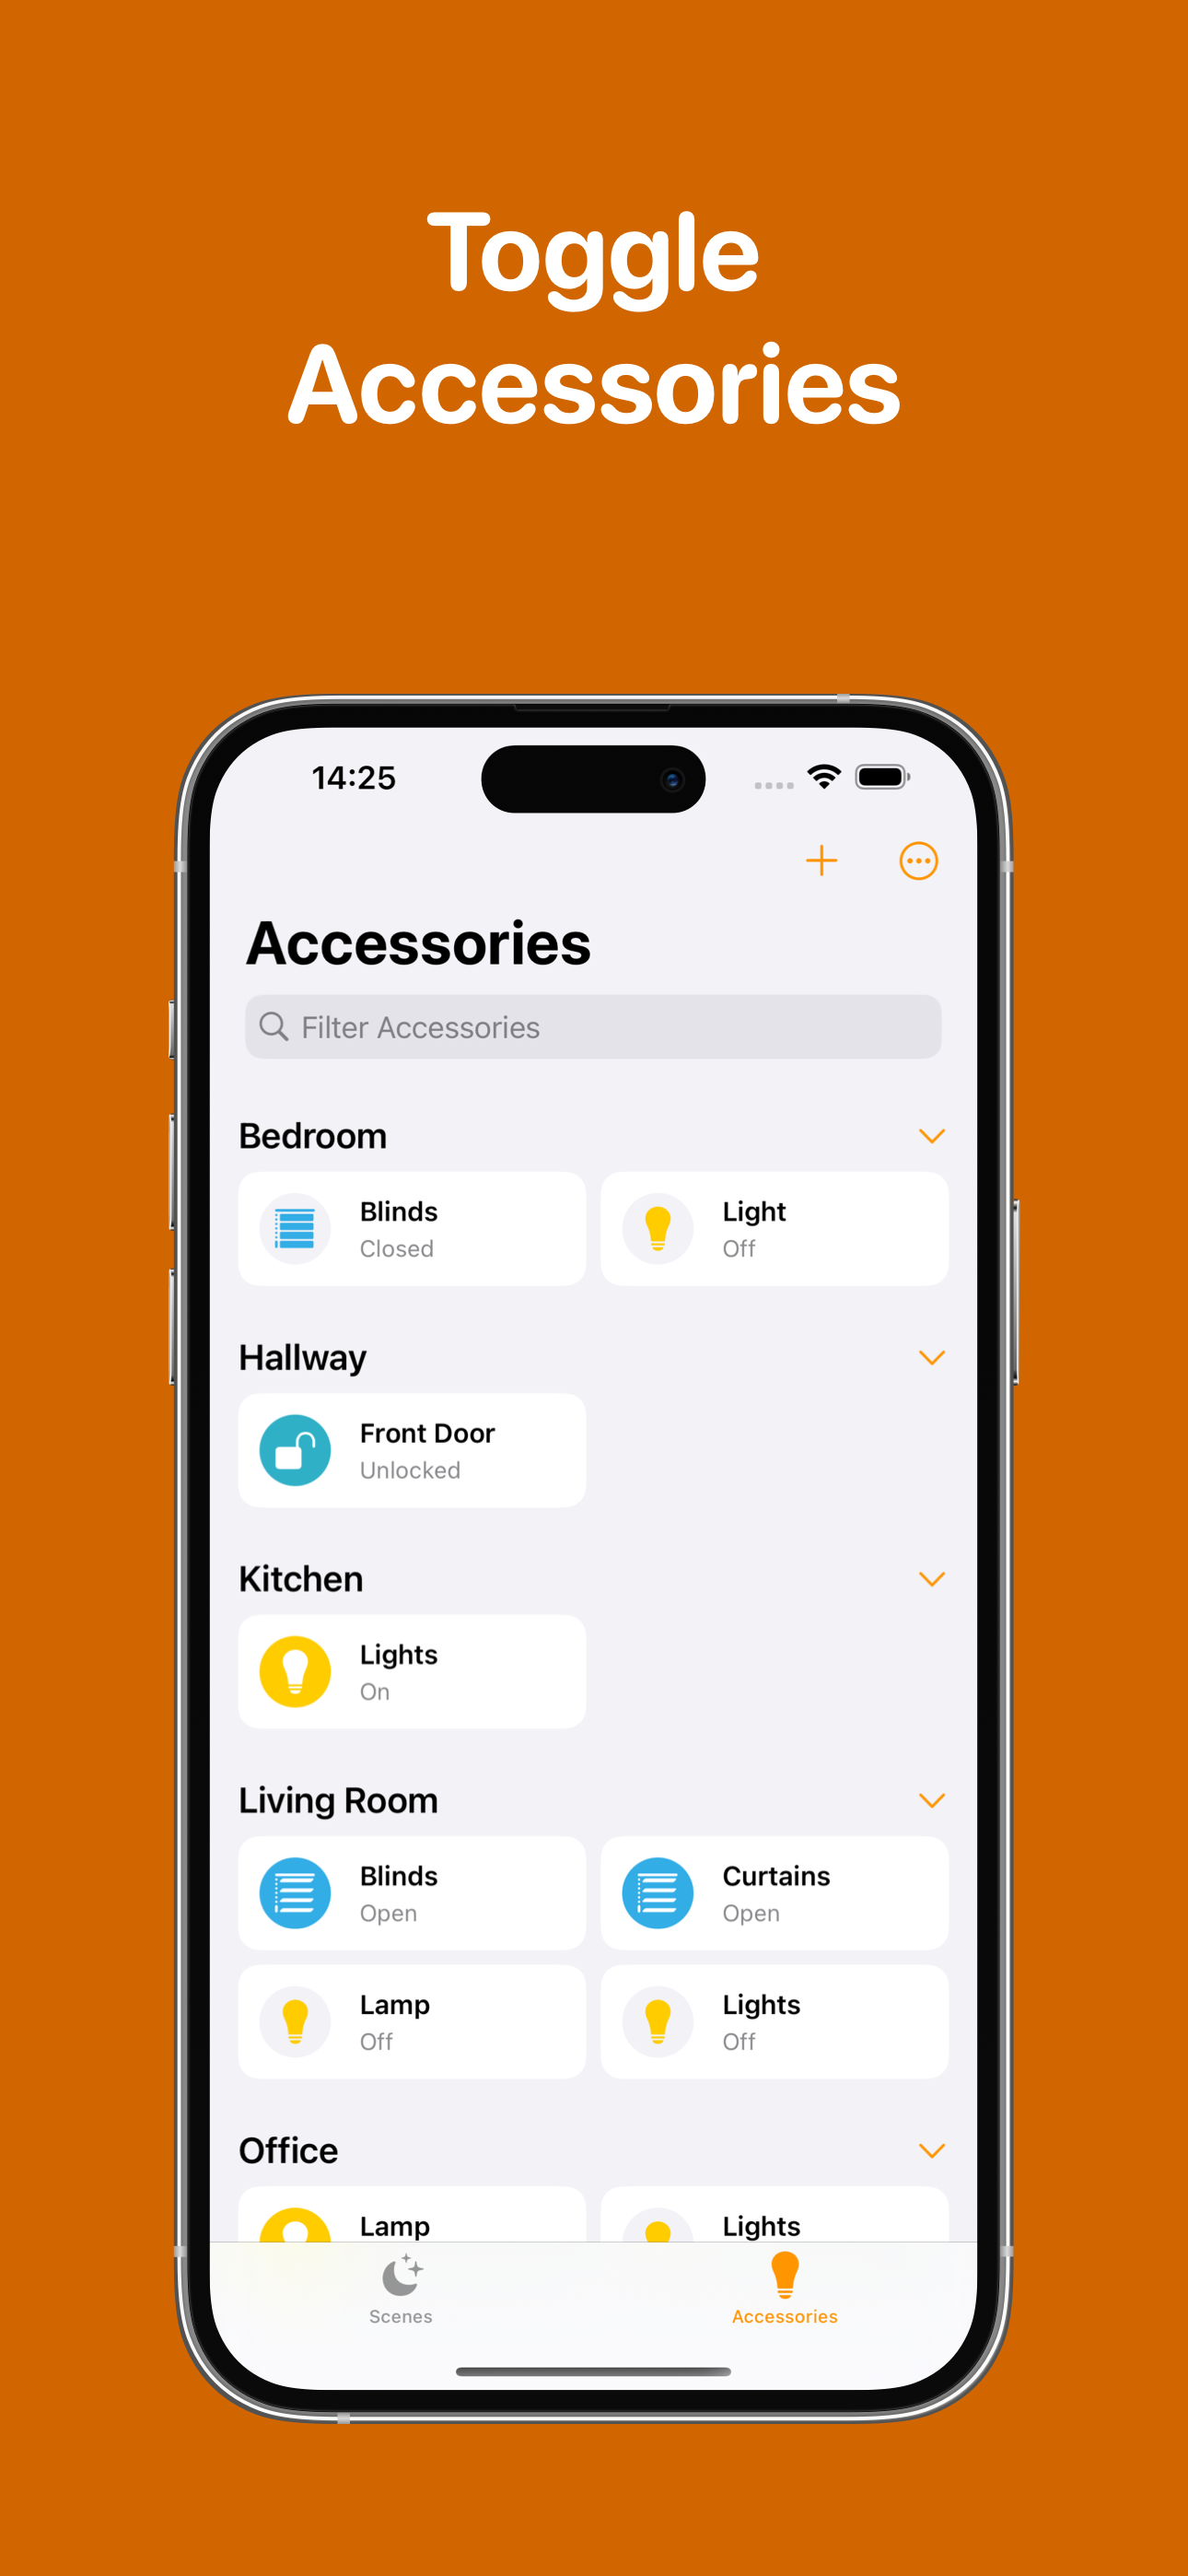 Toggle
Accessories
14:25
Accessories
Filter Accessories
Bedroom
Blinds
Closed
Light
Off
Hallway
Front Door
Unlocked
Kitchen
Lights
On
Living Room
Blinds
Open
Curtains
Open
Lamp
Off
Lights
Off
Office
Lamp
Lights
Scenes
Accessories